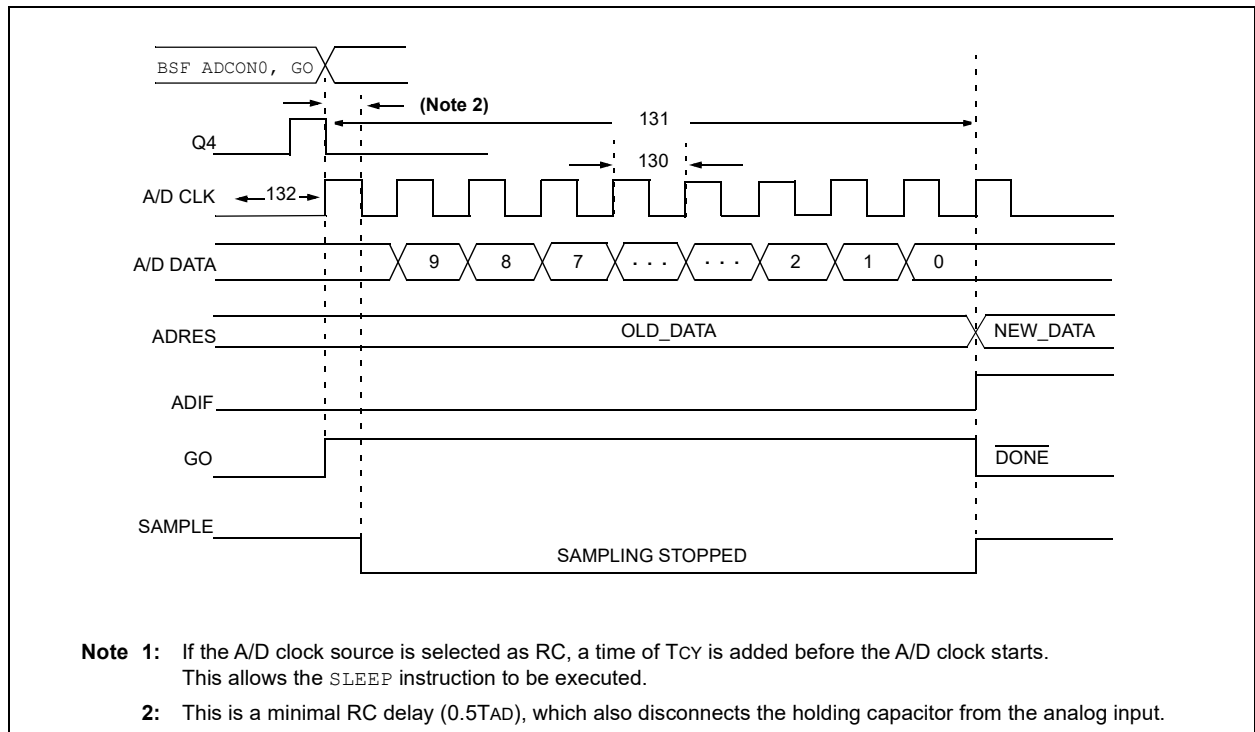 BSF ADCON0, GO
(Note 2)
131
Q4
130
A/D CLK
132
A/D DATA
9 8 7 . . . . . . 2 1 0
ADRES
OLD_DATA
NEW_DATA
ADIF
GO
DONE
SAMPLE
SAMPLING STOPPED
Note 1: If the A/D clock source is selected as RC, a time of TCY is added before the A/D clock starts.
This allows the SLEEP instruction to be executed.
2: This is a minimal RC delay (0.5TAD), which also disconnects the holding capacitor from the analog input.